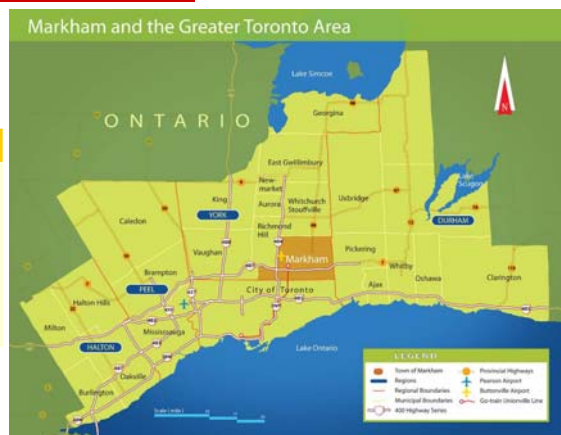 Markham and the Greater Toronto Area
Lake Simcoe
Georgina
N
ONTARIO
East Gwillimbury
New-
market
King
Aurora
Whitchurch
Stouffville
Uxbridge
Lake
Scugog
YORK
DURHAM
Caledon
Richmond
Hill
Vaughan
Markham
Pickering
Whitby
Brampton
Oshawa
Clarington
Ajax
PEEL
City of Toronto
Halton Hills
Milton
Mississauga
HALTON
Lake Ontario
Oakville
Burlington
Scale ( mile )
LEGEND
Town of Markham
Provincial Highways
Regions
Pearson Airport
Regional Boundaries
Buttonville Airport
Municipal Boundaries
Go-train Unionville Line
400 Highway Series